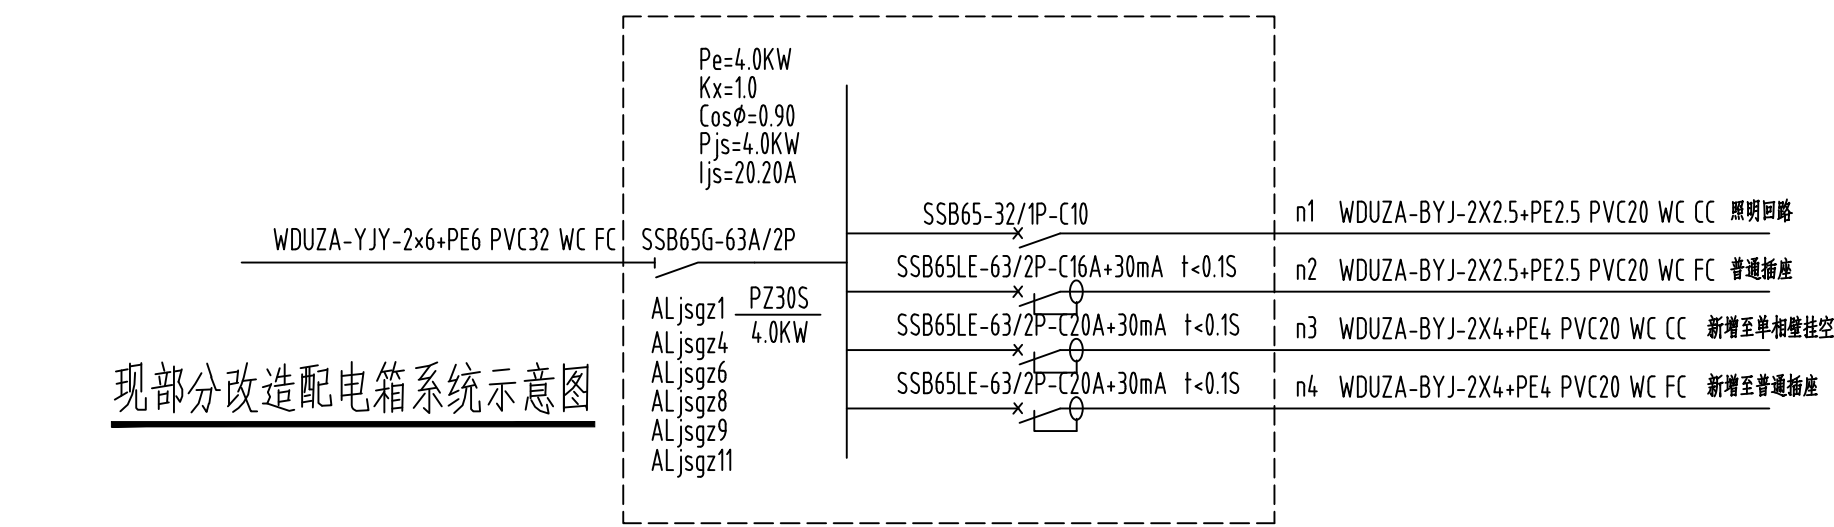 Pe=4.0KW
Kx=1.0
CosΦ=0.90
Pjs=4.0KW
Ijs=20.20A
WDUZA-YJY-2×6+PE6 PVC32 WC FC
SSB65G-63A/2P
ALjsgz1
ALjsgz4
ALjsgz6
ALjsgz8
ALjsgz9
ALjsgz11
PZ30S
4.0KW
SSB65-32/1P-C10
n1 WDUZA-BYJ-2X2.5+PE2.5 PVC20 WC CC 照明回路
SSB65LE-63/2P-C16A+30mA t<0.1S
n2 WDUZA-BYJ-2X2.5+PE2.5 PVC20 WC FC 普通插座
SSB65LE-63/2P-C20A+30mA t<0.1S
n3 WDUZA-BYJ-2X4+PE4 PVC20 WC CC 新增至单相壁挂空
SSB65LE-63/2P-C20A+30mA t<0.1S
n4 WDUZA-BYJ-2X4+PE4 PVC20 WC FC 新增至普通插座
现部分改造配电箱系统示意图